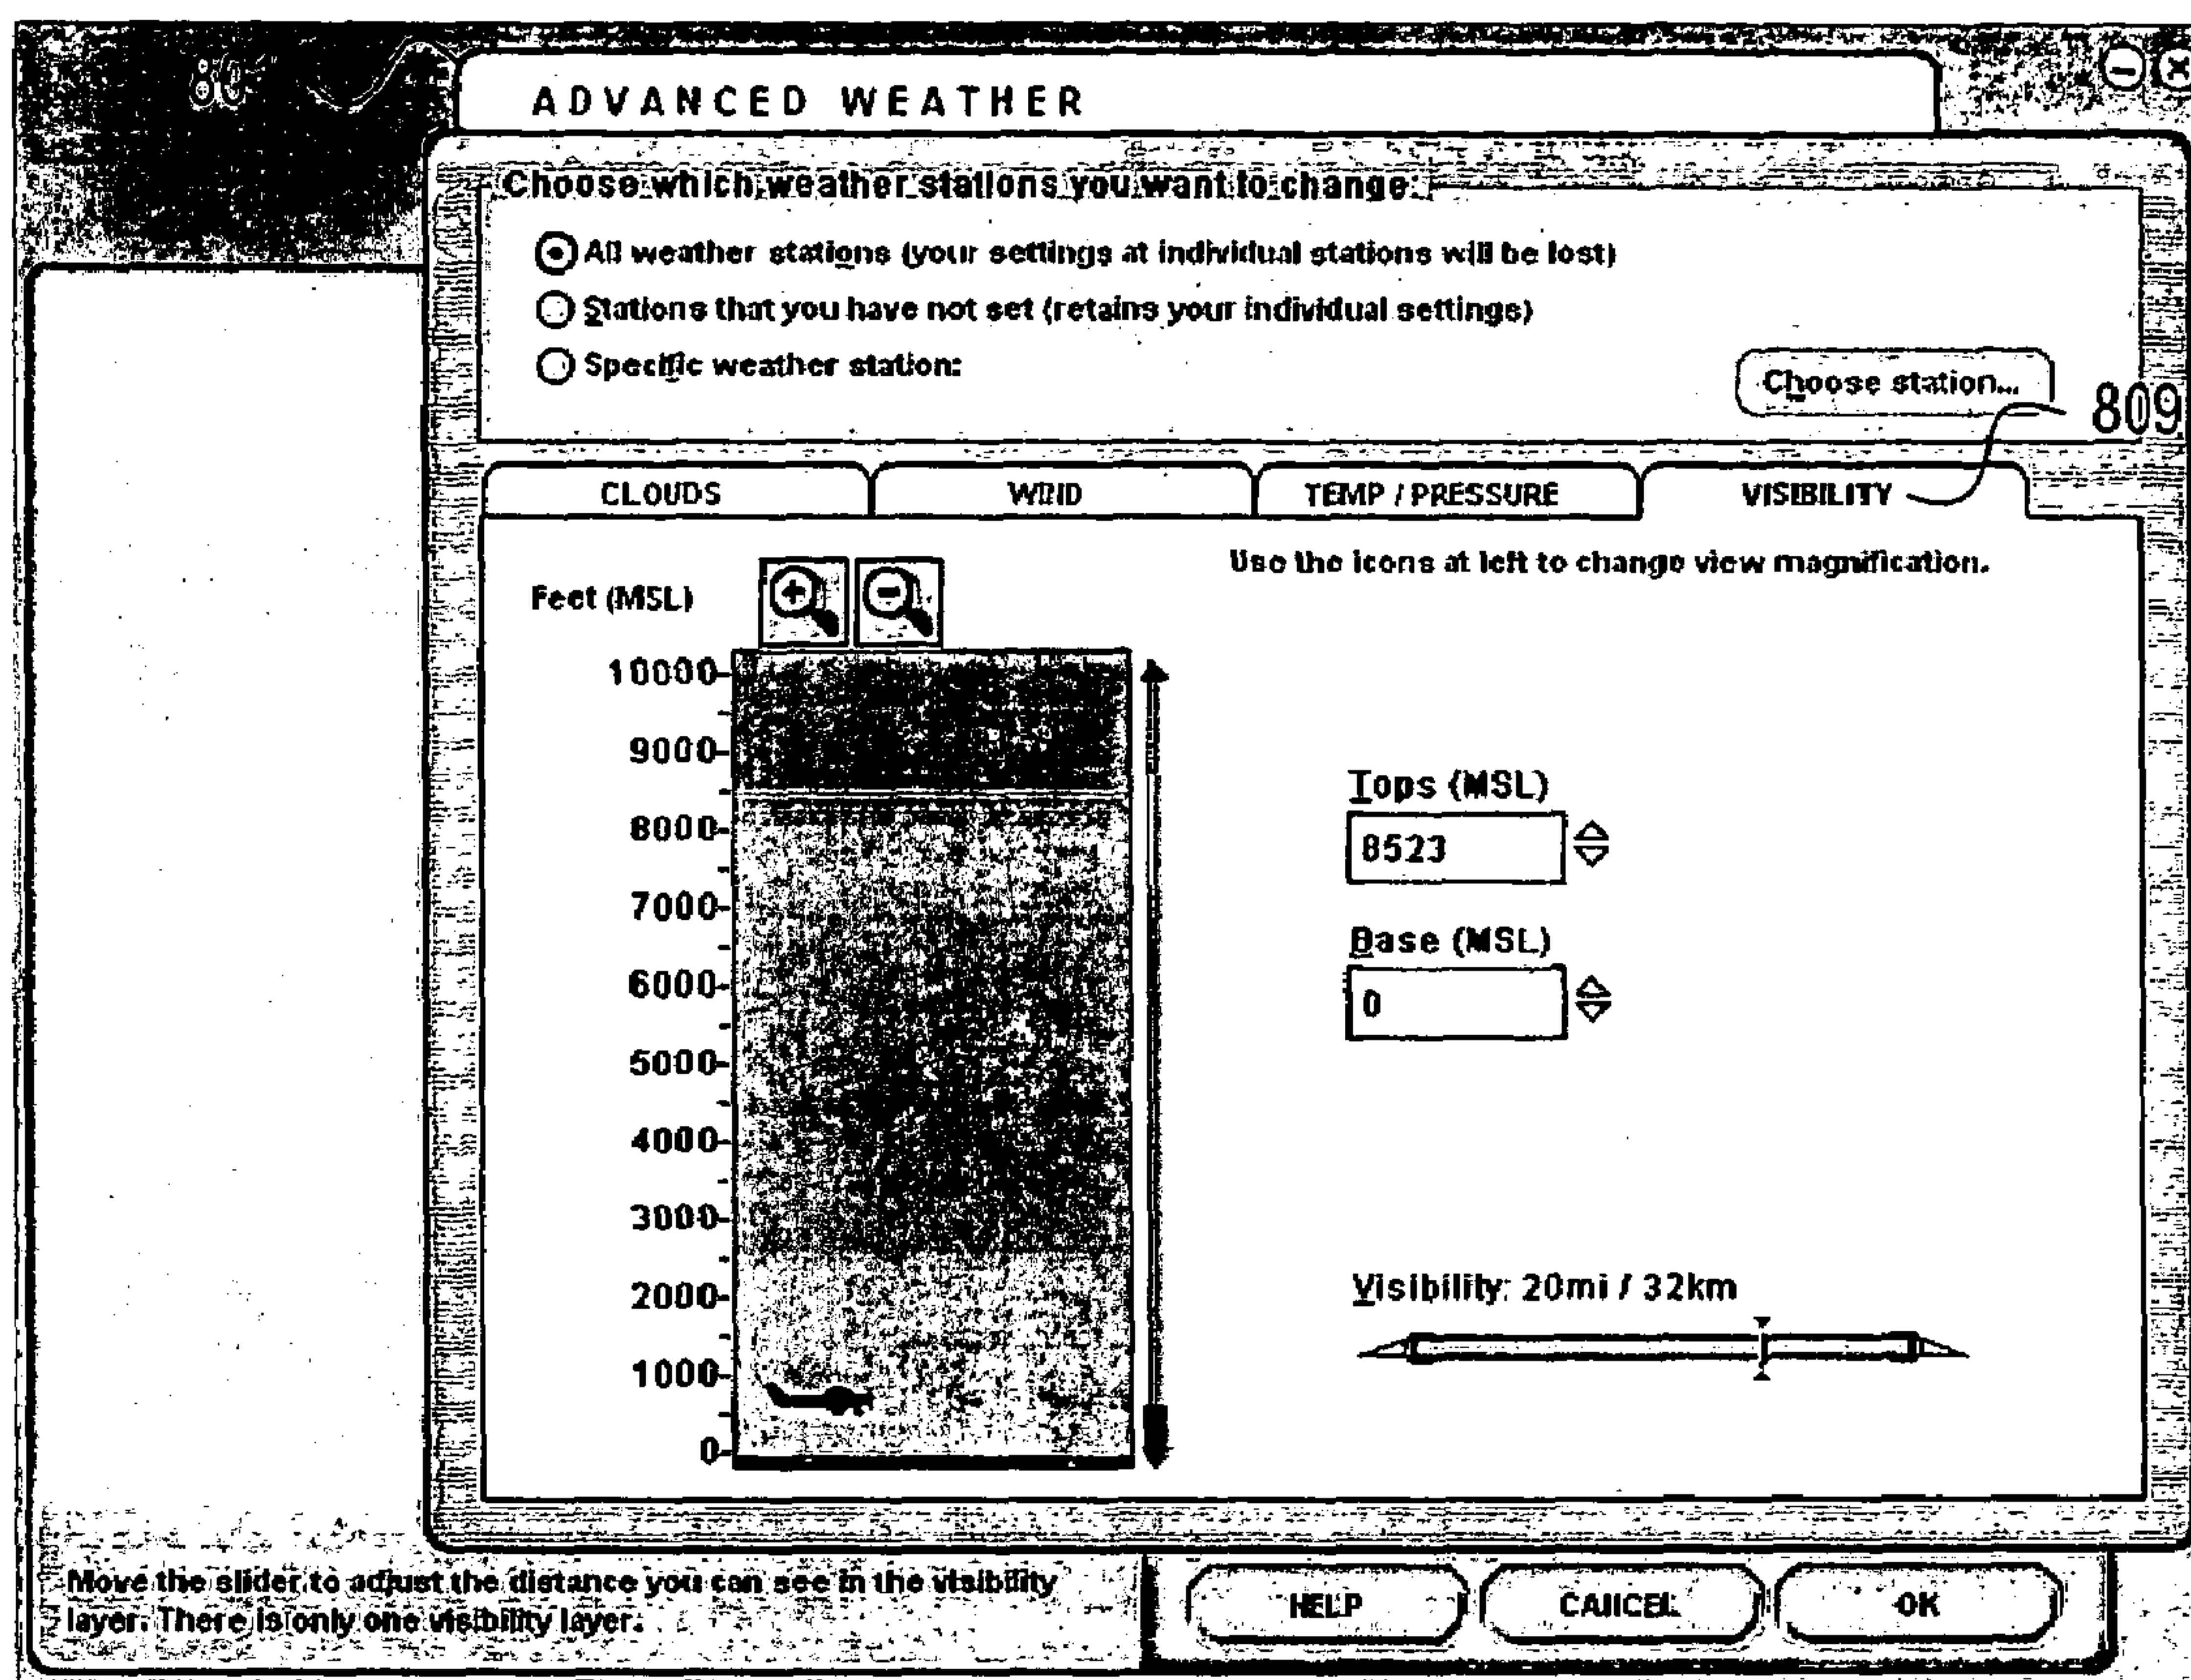 80
ADVANCED WEATHER
Choose which weather stations you want to change:
All weather stations (your settings at individual stations will be lost)
Stations that you have not set (retains your individual settings)
Specific weather station:
Choose station...
809
CLOUDS WIND TEMP / PRESSURE VISIBILITY
Use the icons at left to change view magnification.
Feet (MSL)
10000
9000
8000
7000
6000
5000
4000
3000
2000
1000
0
Tops (MSL)
8523
Base (MSL)
0
Visibility: 20mi / 32km
Move the slider to adjust the distance you can see in the visibility
layer. There is only one visibility layer.
HELP CANCEL OK